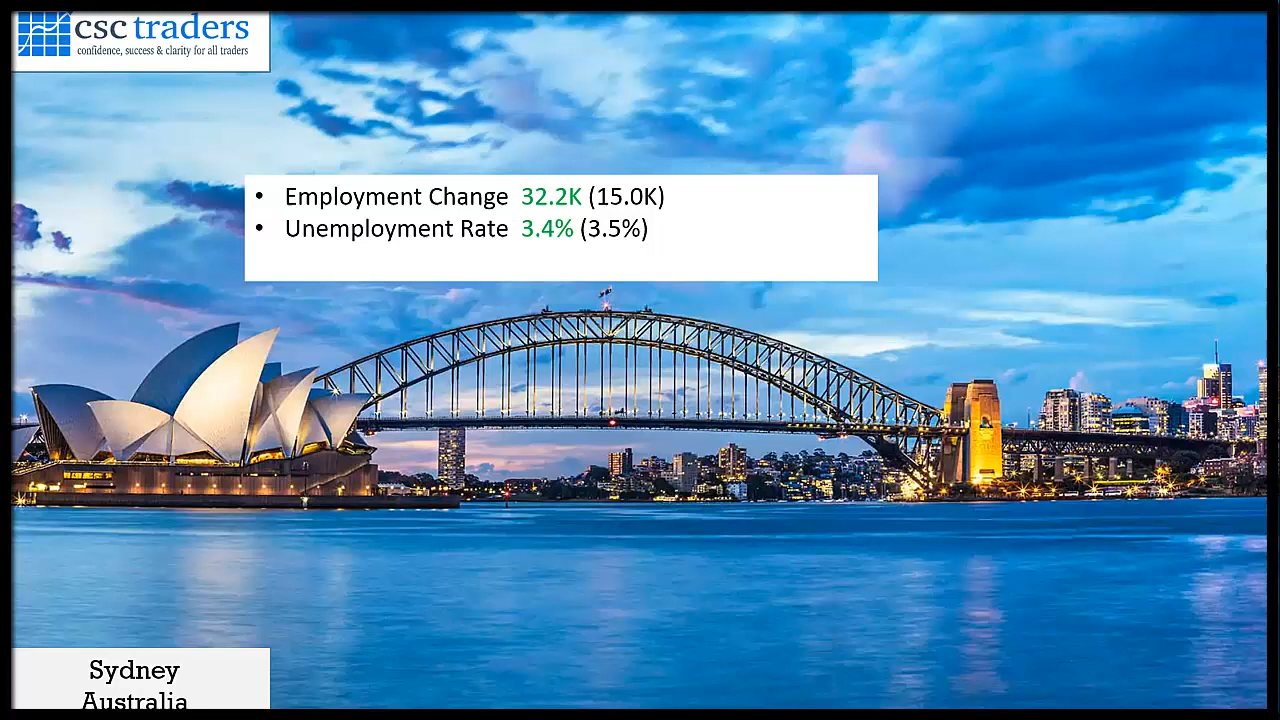 csc traders
confidence, success & clarity for all traders
• Employment Change 32.2K (15.0K)
• Unemployment Rate 3.4% (3.5%)
Sydney
Australia